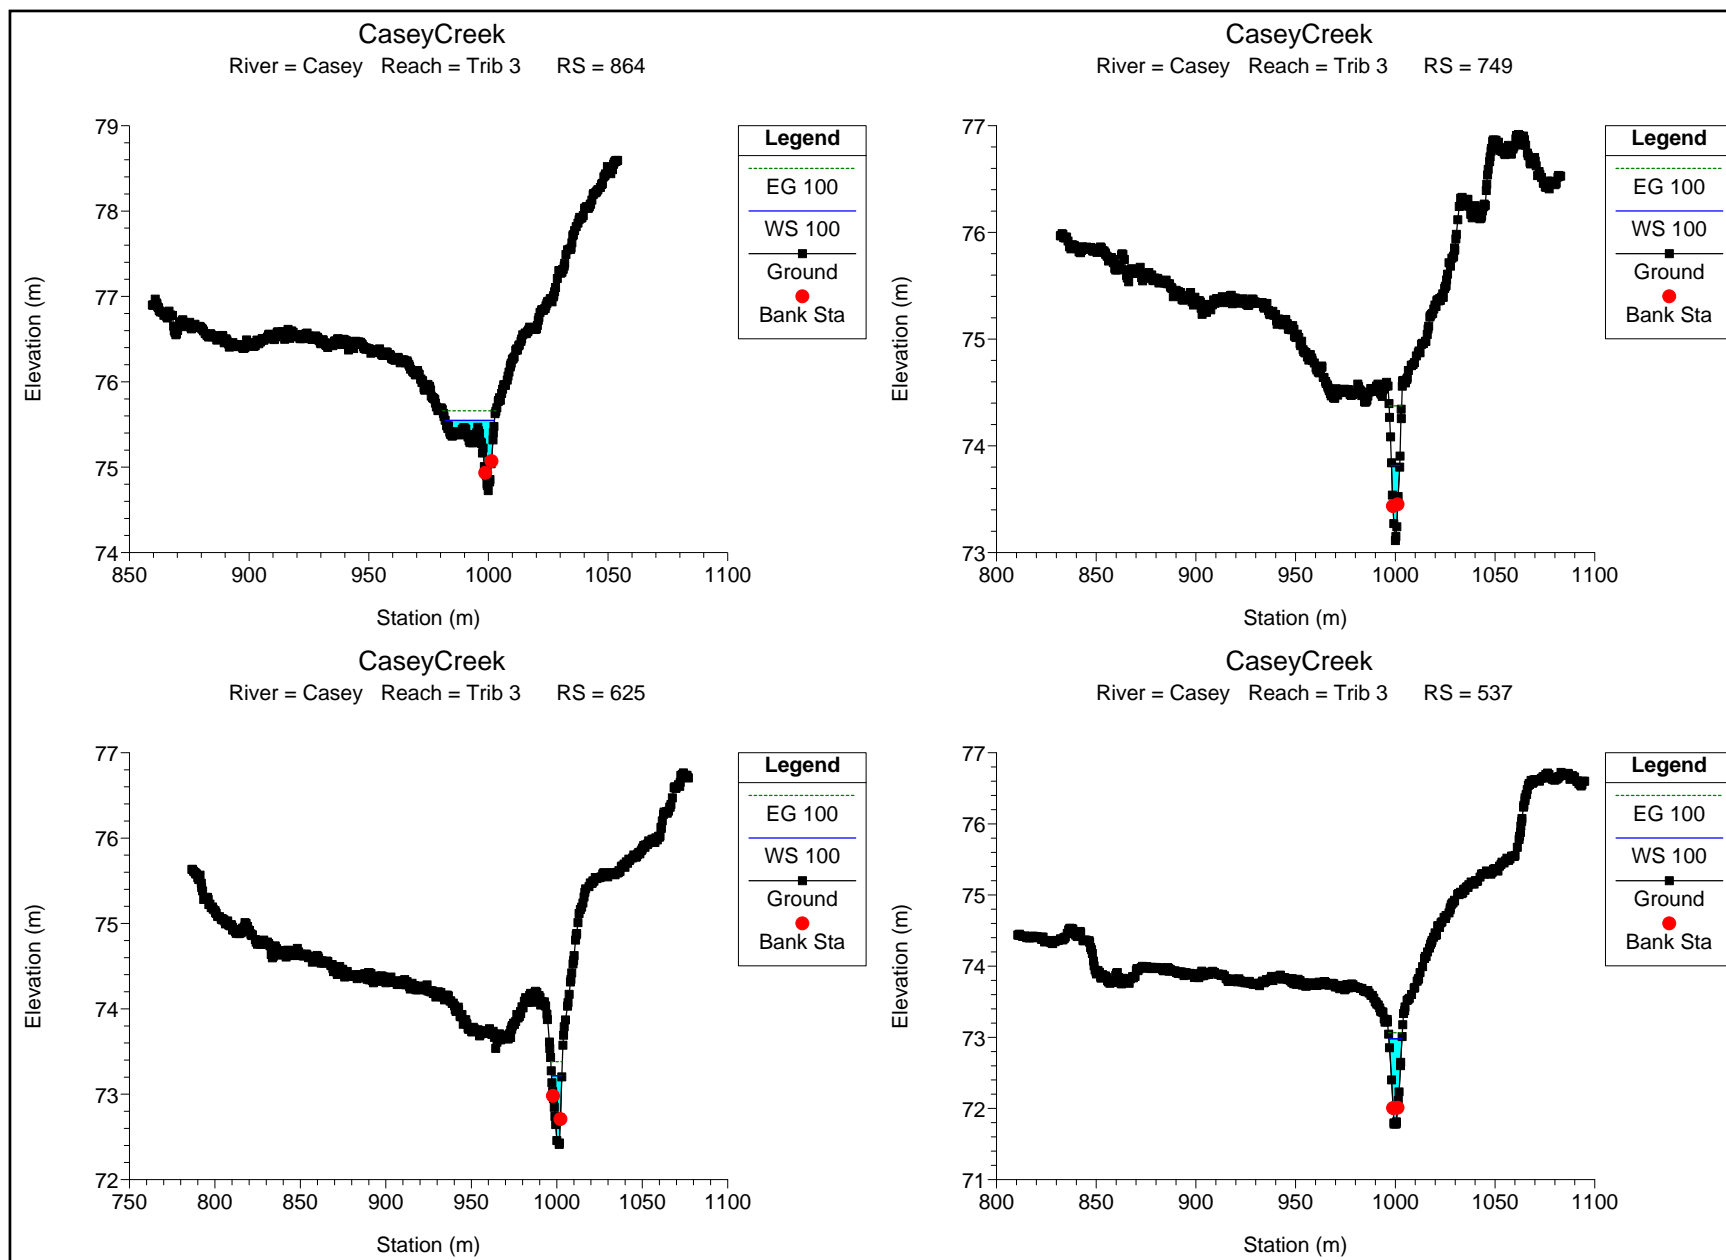 CaseyCreek
River = Casey Reach = Trib 3 RS = 864
79
78
77
76
75
74
850 900 950 1000 1050 1100
Elevation (m)
Station (m)
Legend
EG 100
WS 100
Ground
Bank Sta
CaseyCreek
River = Casey Reach = Trib 3 RS = 749
77
76
75
74
73
800 850 900 950 1000 1050 1100
Elevation (m)
Station (m)
Legend
EG 100
WS 100
Ground
Bank Sta
CaseyCreek
River = Casey Reach = Trib 3 RS = 625
77
76
75
74
73
72
750 800 850 900 950 1000 1050 1100
Elevation (m)
Station (m)
Legend
EG 100
WS 100
Ground
Bank Sta
CaseyCreek
River = Casey Reach = Trib 3 RS = 537
77
76
75
74
73
72
71
800 850 900 950 1000 1050 1100
Elevation (m)
Station (m)
Legend
EG 100
WS 100
Ground
Bank Sta